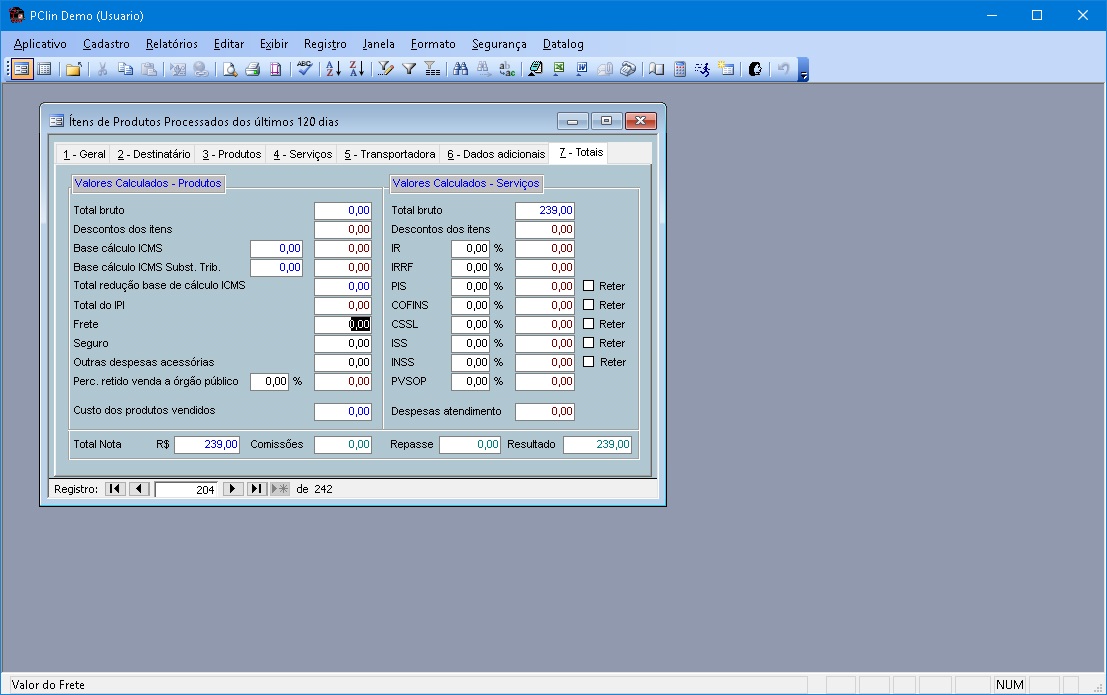 PClin Demo (Usuario)
Aplicativo Cadastro Relatórios Editar Exibir Registro Janela Formato Segurança Datalog
Ítens de Produtos Processados dos últimos 120 dias
1 - Geral 2 - Destinatário 3 - Produtos 4 - Serviços 5 - Transportadora 6 - Dados adicionais 7 - Totais
Valores Calculados - Produtos Valores Calculados - Serviços
Total bruto 0,00 Total bruto 239,00
Descontos dos itens 0,00 Descontos dos itens 0,00
Base cálculo ICMS 0,00 0,00 IR 0,00 % 0,00
Base cálculo ICMS Subst. Trib. 0,00 0,00 IRRF 0,00 % 0,00
Total redução base de cálculo ICMS 0,00 PIS 0,00 % 0,00 Reter
Total do IPI 0,00 COFINS 0,00 % 0,00 Reter
Frete 0,00 CSSL 0,00 % 0,00 Reter
Seguro 0,00 ISS 0,00 % 0,00 Reter
Outras despesas acessórias 0,00 INSS 0,00 % 0,00 Reter
Perc. retido venda a órgão público 0,00 % 0,00 PVSOP 0,00 % 0,00
Custo dos produtos vendidos 0,00 Despesas atendimento 0,00
Total Nota R$ 239,00 Comissões 0,00 Repasse 0,00 Resultado 239,00
Registro: 204 de 242
Valor do Frete NUM